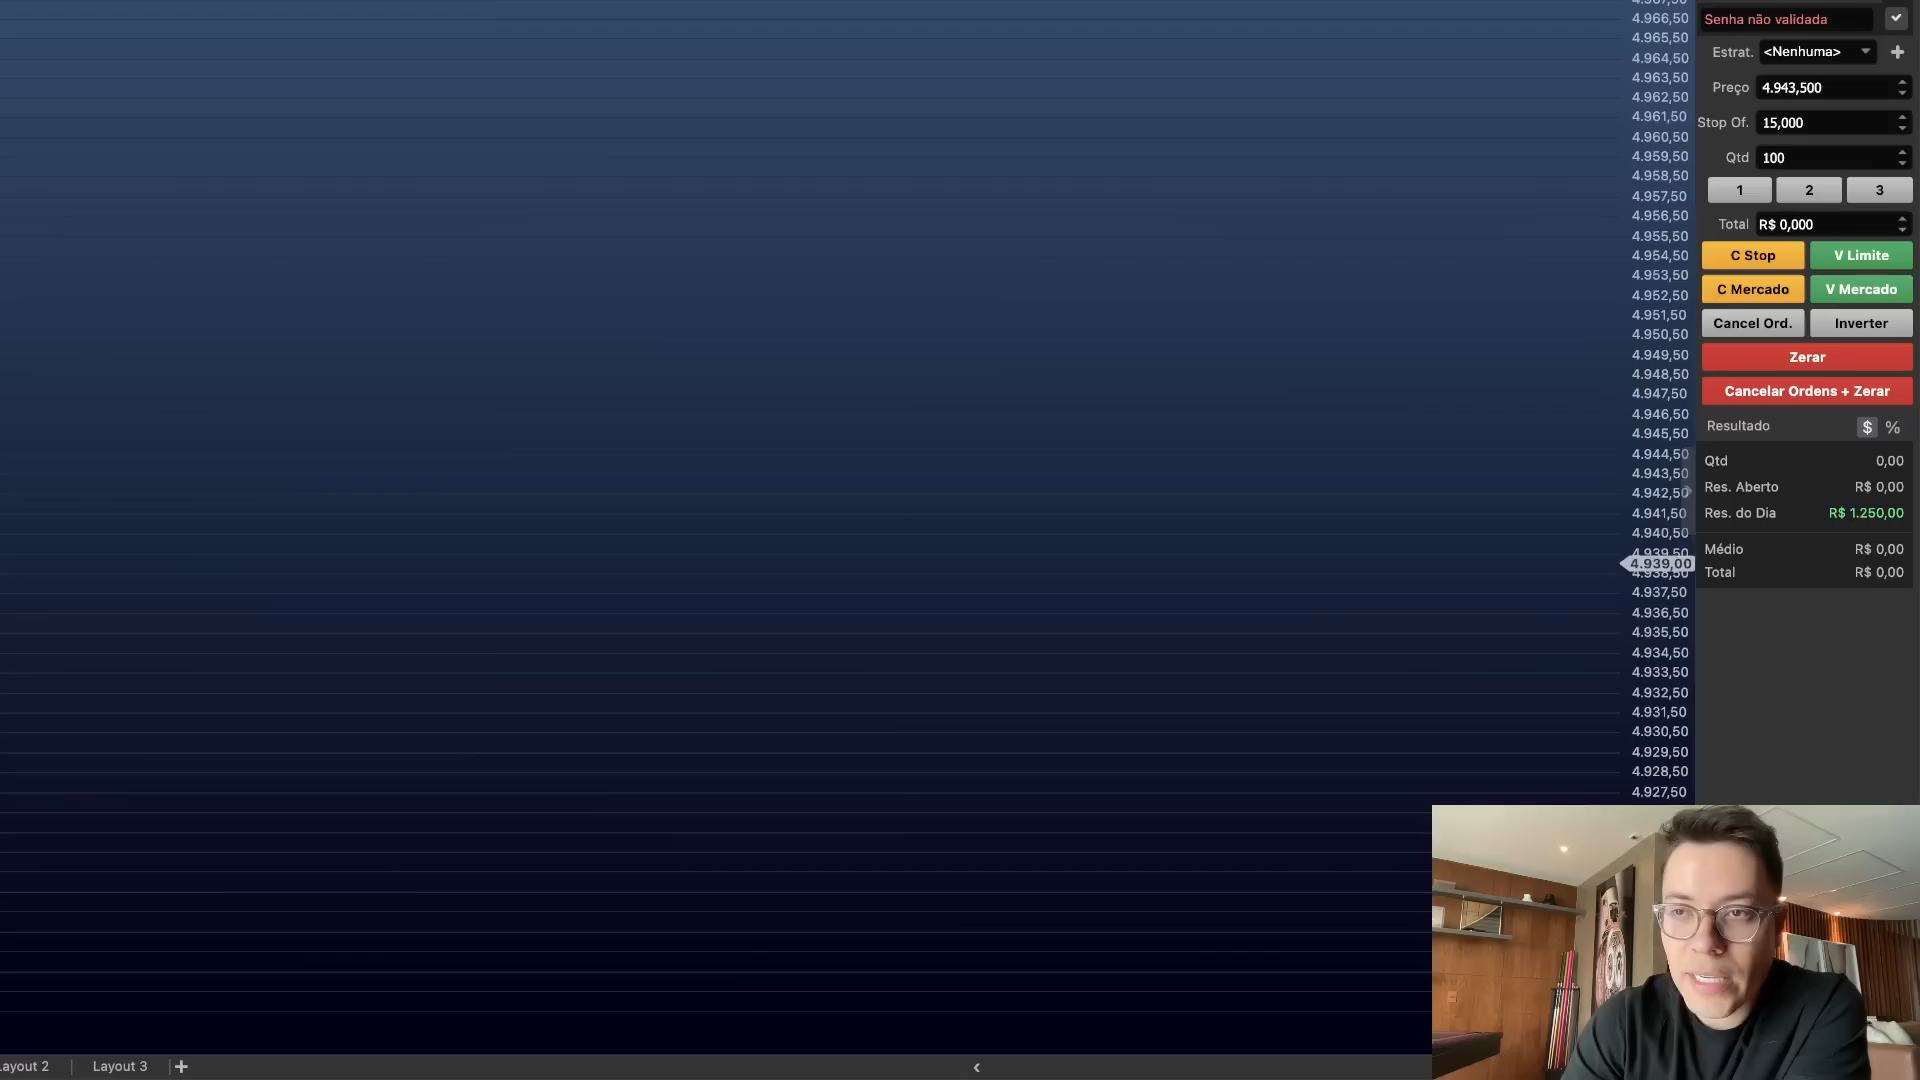 4.966,50
4.965,50
4.964,50
4.963,50
4.962,50
4.961,50
4.960,50
4.959,50
4.958,50
4.957,50
4.956,50
4.955,50
4.954,50
4.953,50
4.952,50
4.951,50
4.950,50
4.949,50
4.948,50
4.947,50
4.946,50
4.945,50
4.944,50
4.943,50
4.942,50
4.941,50
4.940,50
4.939,50
4.939,00
4.938,50
4.937,50
4.936,50
4.935,50
4.934,50
4.933,50
4.932,50
4.931,50
4.930,50
4.929,50
4.928,50
4.927,50
Senha não validada
Estrat. <Nenhuma>
Preço 4.943,500
Stop Of. 15,000
Qtd 100
1 2 3
Total R$ 0,000
C Stop V Limite
C Mercado V Mercado
Cancel Ord. Inverter
Zerar
Cancelar Ordens + Zerar
Resultado $ %
Qtd 0,00
Res. Aberto R$ 0,00
Res. do Dia R$ 1.250,00
Médio R$ 0,00
Total R$ 0,00
ayout 2 Layout 3 +